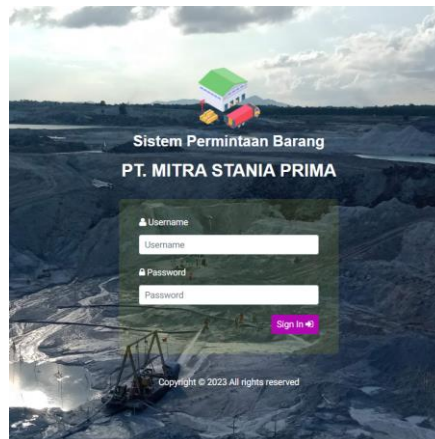 Sistem Permintaan Barang
PT. MITRA STANIA PRIMA
Username
Username
Password
Password
Sign In
Copyright © 2023 All rights reserved